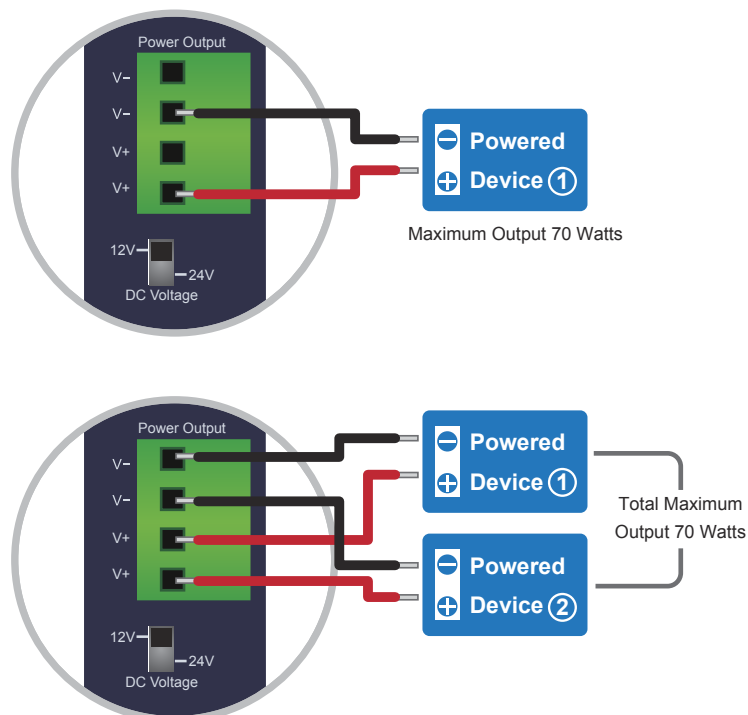 Power Output
V–
V–
V+
V+
12V
24V
DC Voltage
Powered
Device 1
Maximum Output 70 Watts
Power Output
V–
V–
V+
V+
12V
24V
DC Voltage
Powered
Device 1
Powered
Device 2
Total Maximum
Output 70 Watts